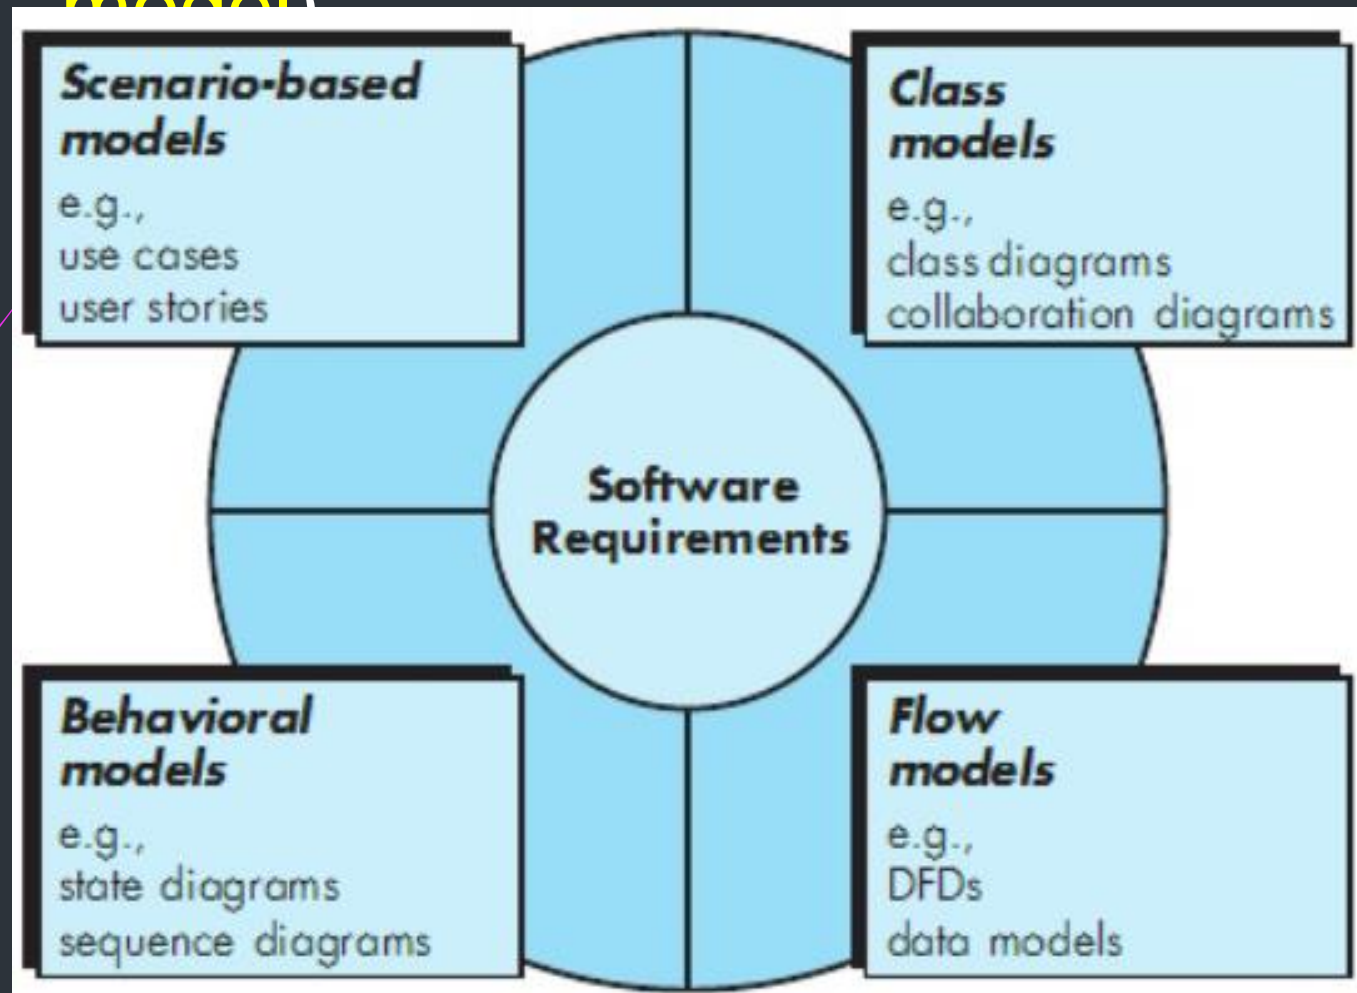 model)
Scenario-based
models
e.g.,
use cases
user stories
Class
models
e.g.,
class diagrams
collaboration diagrams
Software
Requirements
Behavioral
models
e.g.,
state diagrams
sequence diagrams
Flow
models
e.g.,
DFDs
data models